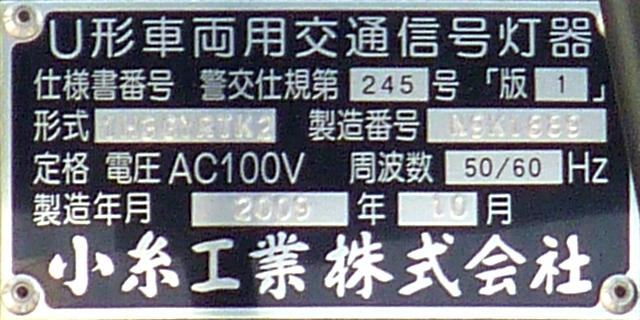 U形車両用交通信号灯器
仕様書番号 警交仕規第 245 号 「版 1 」
形式 製造番号
定格 電圧 AC100V 周波数 50/60 Hz
製造年月 2009 年 10 月
小糸工業株式会社